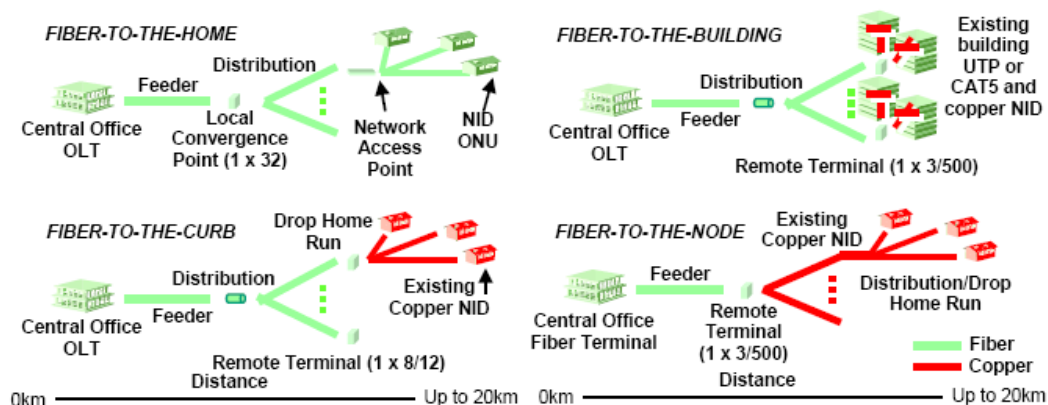 FIBER-TO-THE-HOME
Feeder
Distribution
Central Office
OLT
Local
Convergence
Point (1 x 32)
Network
Access
Point
NID
ONU
FIBER-TO-THE-BUILDING
Existing
building
UTP or
CAT5 and
copper NID
Distribution
Feeder
Central Office
OLT
Remote Terminal (1 x 3/500)
FIBER-TO-THE-CURB
Drop Home
Run
Distribution
Feeder
Central Office
OLT
Existing
Copper NID
Remote Terminal (1 x 8/12)
Distance
0km
Up to 20km
FIBER-TO-THE-NODE
Existing
Copper NID
Feeder
Central Office
Fiber Terminal
Remote
Terminal
(1 x 3/500)
Distribution/Drop
Home Run
Fiber
Copper
Distance
0km
Up to 20km